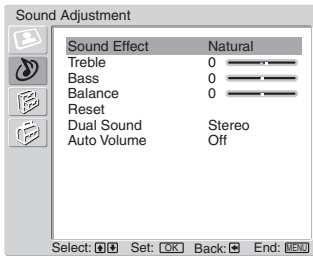 Sound Adjustment
Sound Effect Natural
Treble 0
Bass 0
Balance 0
Reset
Dual Sound Stereo
Auto Volume Off
Select: Set: OK Back: End: MENU